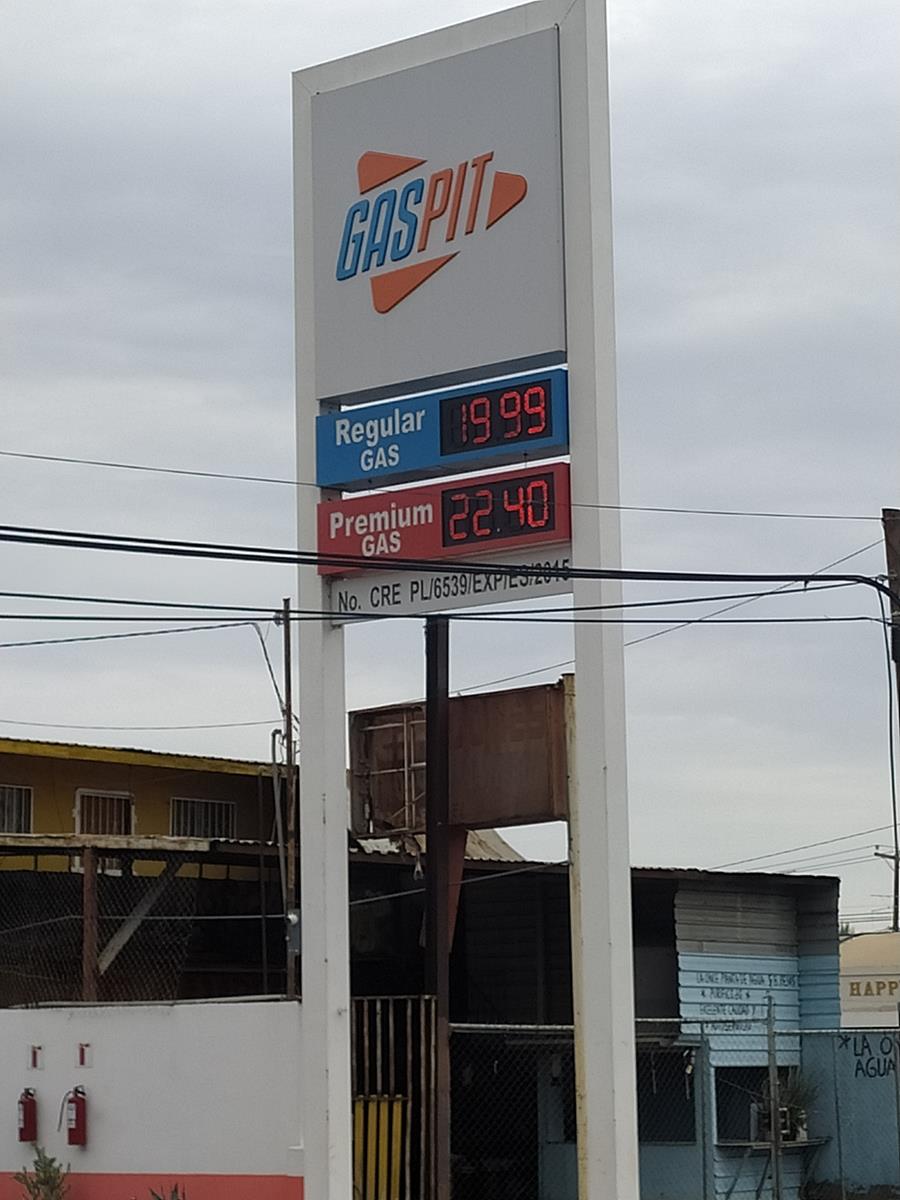 GASPIT
Regular
GAS
19.99
Premium
GAS
22.40
No. CRE PL/6539/EXP/ES/2015
HAPP
*LA O
AGUA